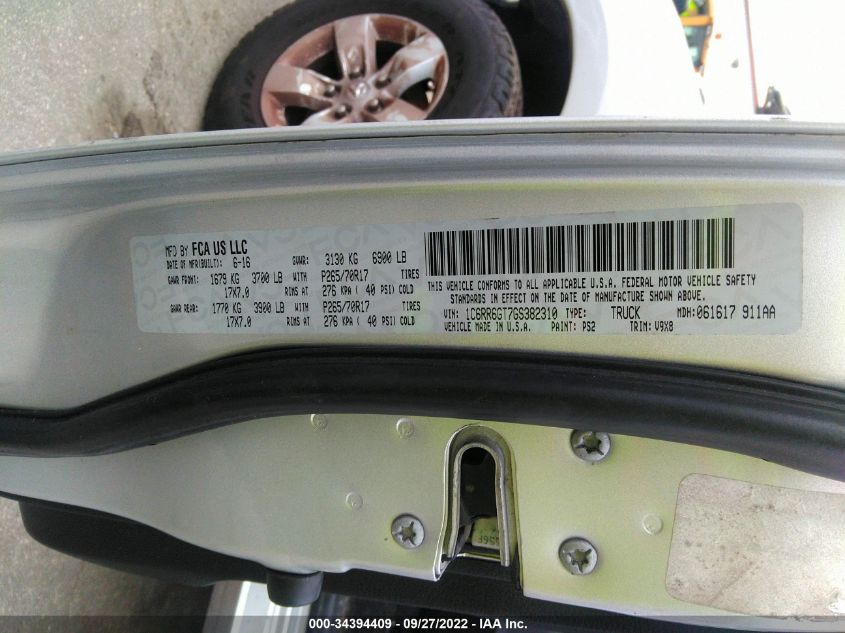 MFD BY FCA US LLC
DATE OF MFR(BUILT): 6-16 GVWR: 3130 KG 6900 LB
GAWR FRONT: 1679 KG 3700 LB WITH P265/70R17 TIRES
17X7.0 RIMS AT 276 KPA ( 40 PSI) COLD
GAWR REAR: 1770 KG 3900 LB WITH P265/70R17 TIRES
17X7.0 RIMS AT 276 KPA ( 40 PSI) COLD
THIS VEHICLE CONFORMS TO ALL APPLICABLE U.S.A. FEDERAL MOTOR VEHICLE SAFETY
STANDARDS IN EFFECT ON THE DATE OF MANUFACTURE SHOWN ABOVE.
VIN: 1C6RR6GT7GS382310 TYPE: TRUCK MDH: 061617 911AA
MADE IN U.S.A. PAINT: PS2 TRIM: V9X8
000-34394409 - 09/27/2022 - IAA Inc.